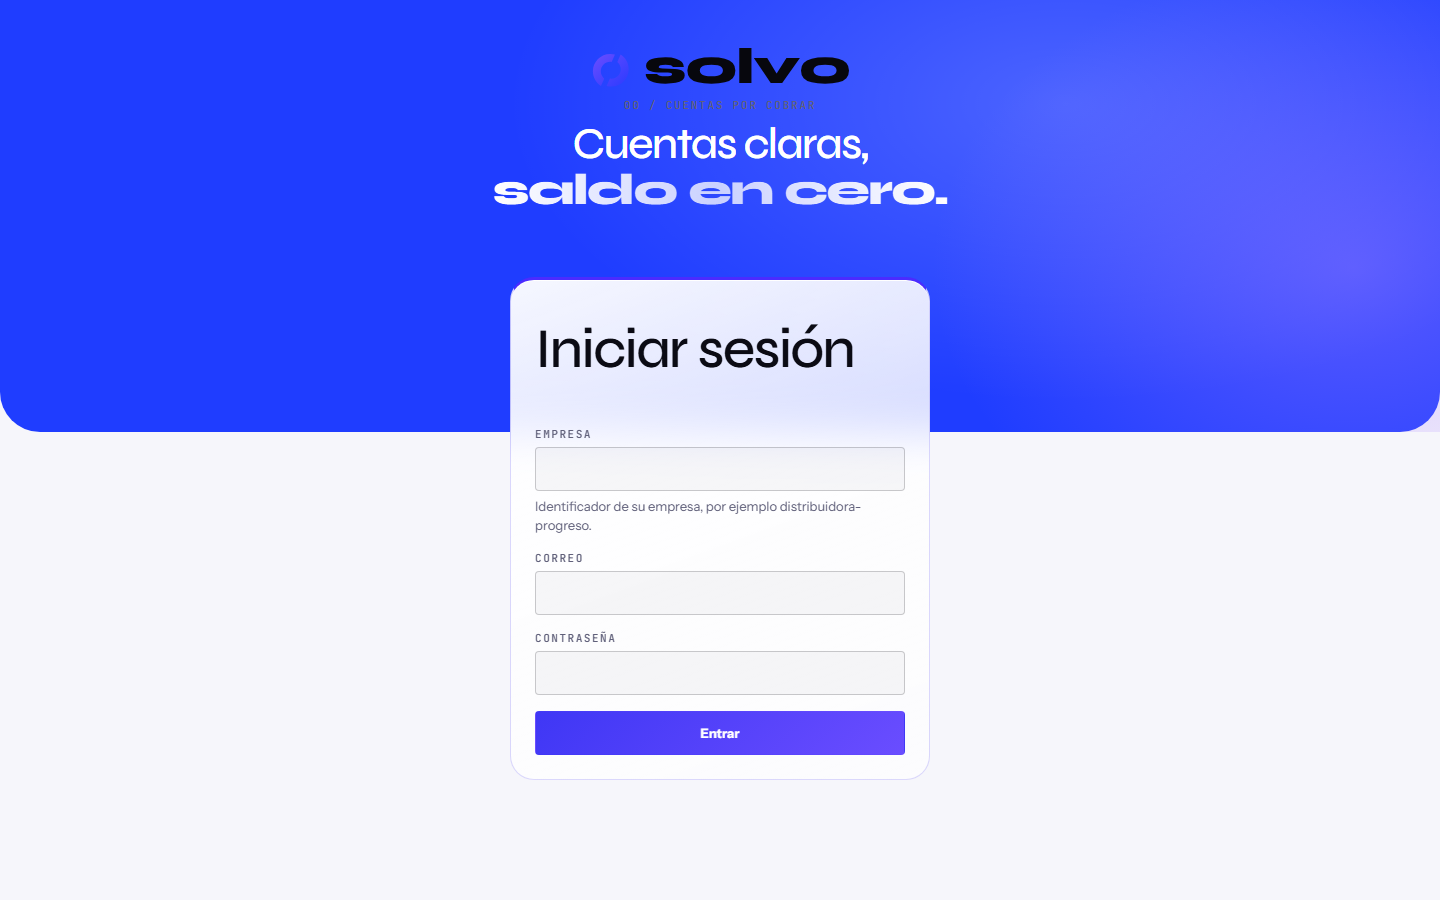 solvo
00 / CUENTAS POR COBRAR
Cuentas claras,
saldo en cero.
Iniciar sesión
EMPRESA
Identificador de su empresa, por ejemplo distribuidora-
progreso.
CORREO
CONTRASEÑA
Entrar